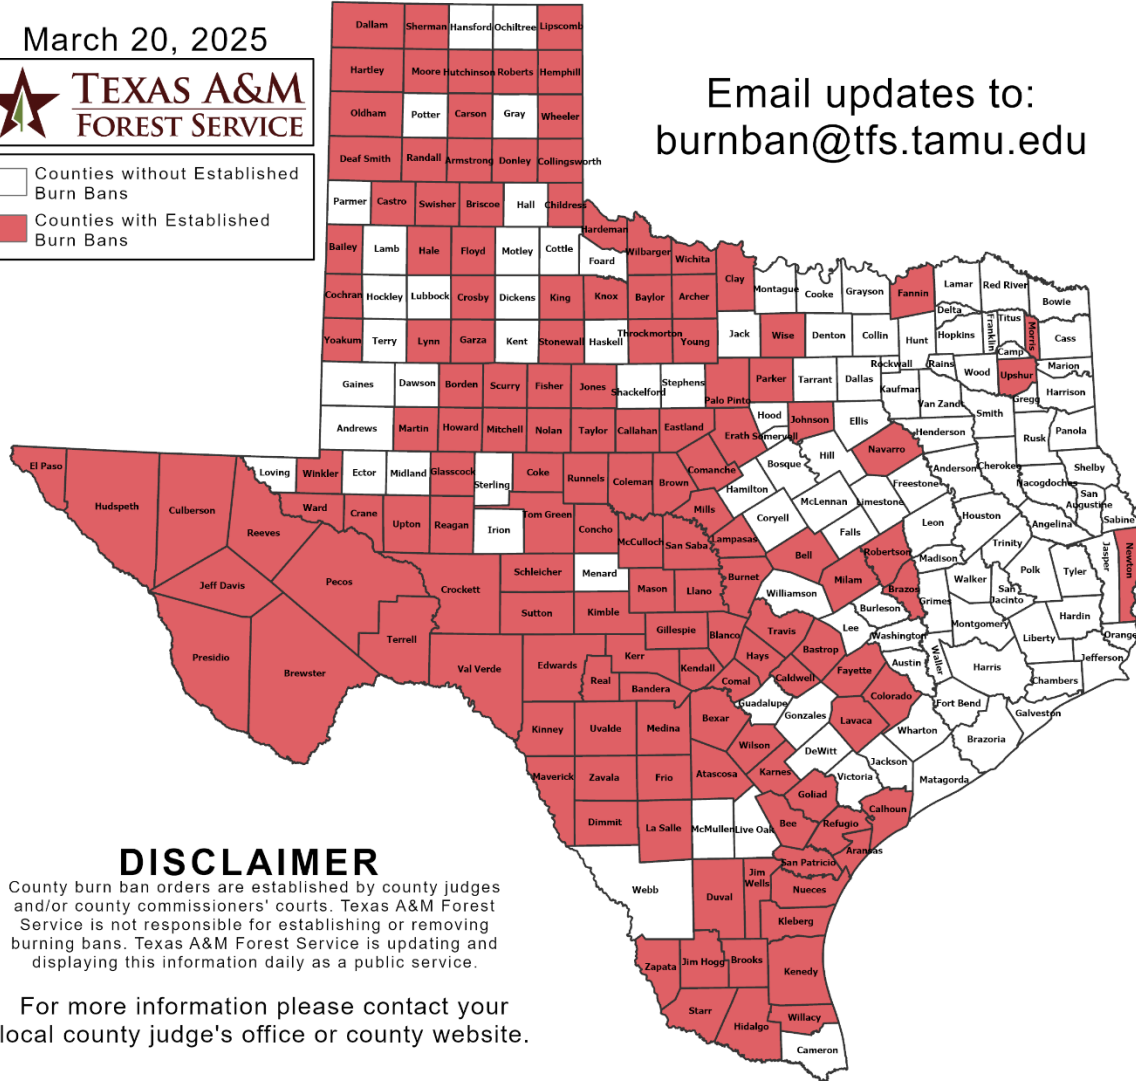 March 20, 2025
TEXAS A&M
FOREST SERVICE
Counties without Established
Burn Bans
Counties with Established
Burn Bans
Email updates to:
burnban@tfs.tamu.edu
Dallam Sherman Hansford Ochiltree Lipscomb
Hartley Moore Hutchinson Roberts Hemphill
Oldham Potter Carson Gray Wheeler
Deaf Smith Randall Armstrong Donley Collingsworth
Parmer Castro Swisher Briscoe Hall Childress
Hardeman
Bailey Lamb Hale Floyd Motley Cottle Foard Wilbarger Wichita
Clay Montague Cooke Grayson Fannin Lamar Red River Bowie
Cochran Hockley Lubbock Crosby Dickens King Knox Baylor Archer
Delta Titus Franklin Morris Cass
Yoakum Terry Lynn Garza Kent Stonewall Haskell Throckmorton Young Jack Wise Denton Collin Hunt Hopkins
Camp Rockwall Rains Wood Upshur Marion
Gaines Dawson Borden Scurry Fisher Jones Shackelford Stephens Palo Pinto Parker Tarrant Dallas Kaufman Van Zandt Gregg Harrison
Andrews Martin Howard Mitchell Nolan Taylor Callahan Eastland Erath Hood Somervell Johnson Ellis Henderson Smith Rusk Panola
El Paso Loving Winkler Ector Midland Glasscock Sterling Coke Runnels Coleman Brown Comanche Bosque Hill Navarro Anderson Cherokee Shelby
Hamilton Freestone Nacogdoches San Augustine
Hudspeth Culberson Reeves Ward Crane Upton Reagan Irion Tom Green Concho Mills Coryell McLennan Limestone Falls Leon Houston Angelina Sabine
McCulloch San Saba Lampasas Bell Robertson Madison Trinity Jasper Newton
Jeff Davis Pecos Crockett Schleicher Menard Mason Llano Burnet Milam Brazos Walker Polk Tyler
Williamson Grimes San Jacinto
Sutton Kimble Burleson Hardin
Terrell Gillespie Blanco Travis Lee Washington Montgomery Liberty Orange
Presidio Brewster Val Verde Edwards Kerr Kendall Hays Bastrop Austin Waller Harris Jefferson
Real Bandera Comal Caldwell Fayette Chambers
Guadalupe Gonzales Colorado Fort Bend Galveston
Kinney Uvalde Medina Bexar Lavaca Wharton Brazoria
Wilson DeWitt Jackson
Maverick Zavala Frio Atascosa Karnes Victoria Matagorda
Goliad Calhoun
Dimmit La Salle McMullen Live Oak Bee Refugio
Aransas
San Patricio
Webb Duval Jim Wells Nueces
Kleberg
Zapata Jim Hogg Brooks Kenedy
Starr Hidalgo Willacy
Cameron
DISCLAIMER
County burn ban orders are established by county judges
and/or county commissioners' courts. Texas A&M Forest
Service is not responsible for establishing or removing
burning bans. Texas A&M Forest Service is updating and
displaying this information daily as a public service.
For more information please contact your
local county judge's office or county website.